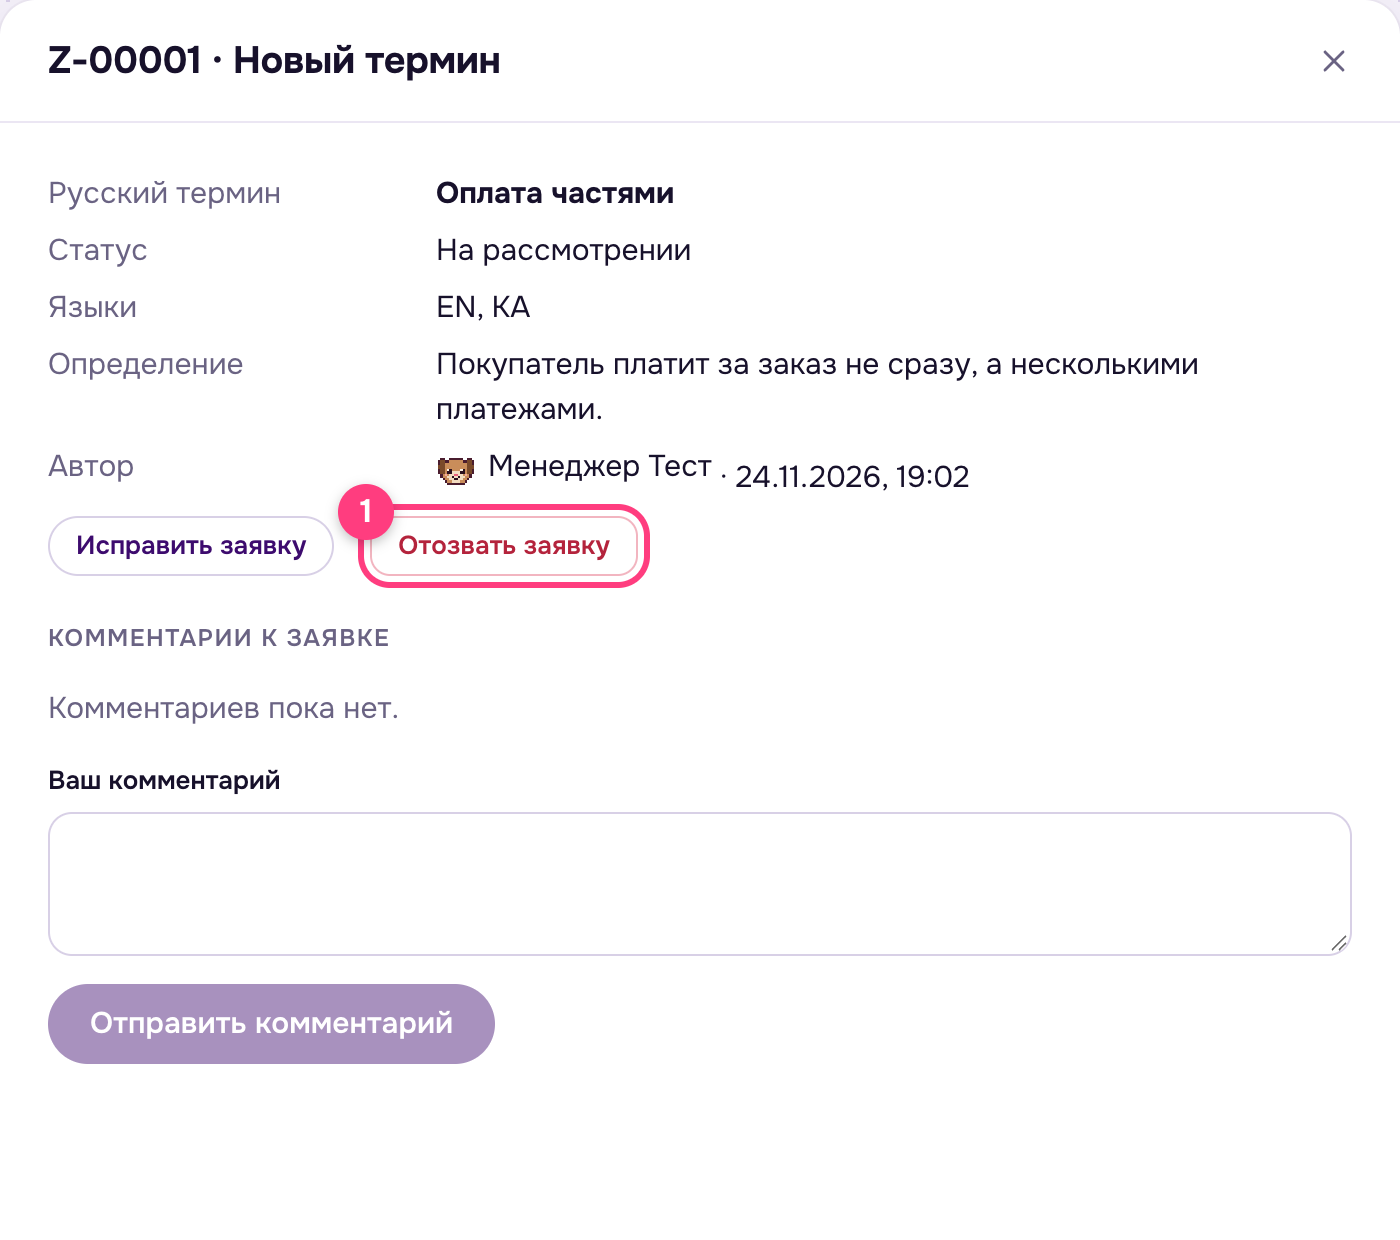 Z-00001 · Новый термин
Русский термин Оплата частями
Статус На рассмотрении
Языки EN, KA
Определение Покупатель платит за заказ не сразу, а несколькими
платежами.
Автор Менеджер Тест · 24.11.2026, 19:02
1
Исправить заявку Отозвать заявку
КОММЕНТАРИИ К ЗАЯВКЕ
Комментариев пока нет.
Ваш комментарий
Отправить комментарий